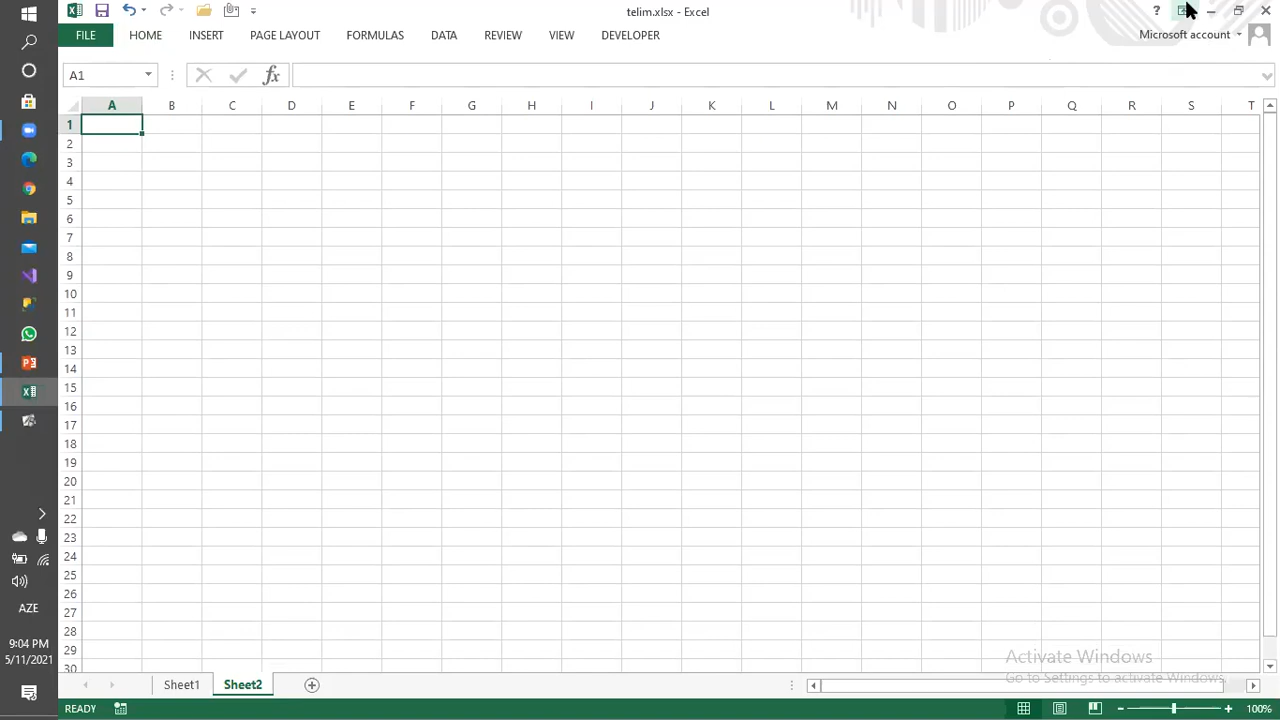 telim.xlsx - Excel
?
FILE HOME INSERT PAGE LAYOUT FORMULAS DATA REVIEW VIEW DEVELOPER
Microsoft account
A1
fx
A B C D E F G H I J K L M N O P Q R S T
1
2
3
4
5
6
7
8
9
10
11
12
13
14
15
16
17
18
19
20
21
22
23
24
25
26
27
28
29
30
Activate Windows
Go to Settings to activate Windows.
Sheet1 Sheet2
READY
100%
AZE
9:04 PM
5/11/2021